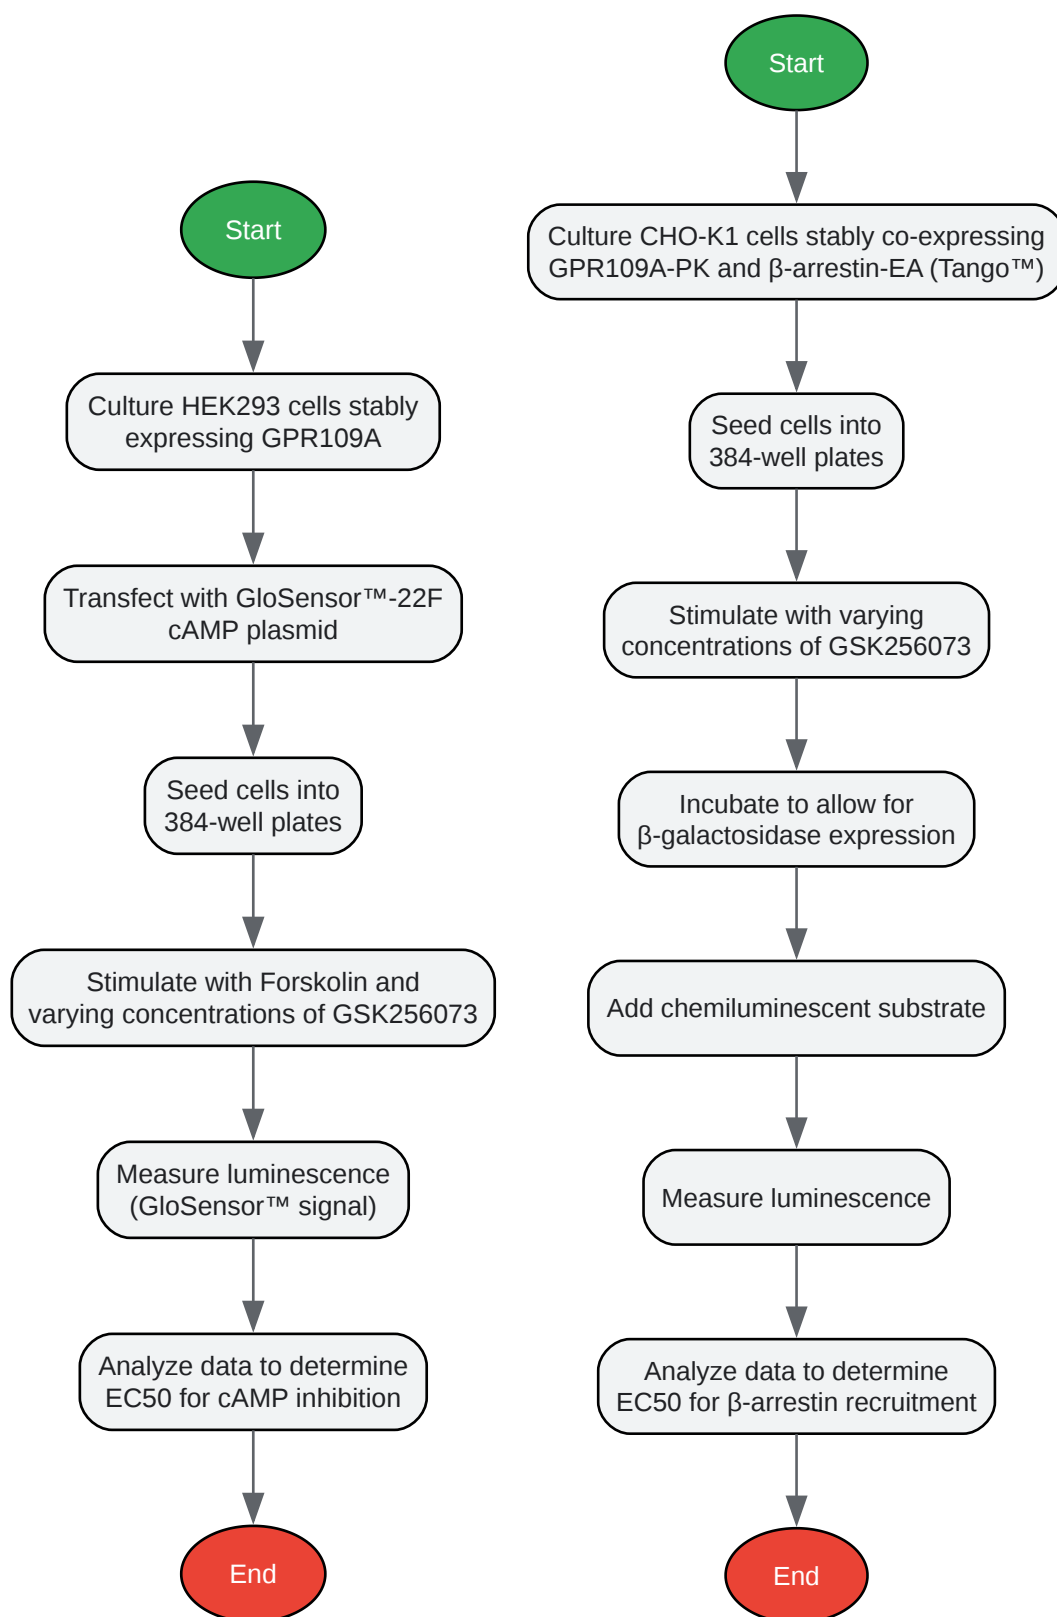 Start
Culture HEK293 cells stably
expressing GPR109A
Transfect with GloSensor™-22F
cAMP plasmid
Seed cells into
384-well plates
Stimulate with Forskolin and
varying concentrations of GSK256073
Measure luminescence
(GloSensor™ signal)
Analyze data to determine
EC50 for cAMP inhibition
End
Start
Culture CHO-K1 cells stably co-expressing
GPR109A-PK and β-arrestin-EA (Tango™)
Seed cells into
384-well plates
Stimulate with varying
concentrations of GSK256073
Incubate to allow for
β-galactosidase expression
Add chemiluminescent substrate
Measure luminescence
Analyze data to determine
EC50 for β-arrestin recruitment
End